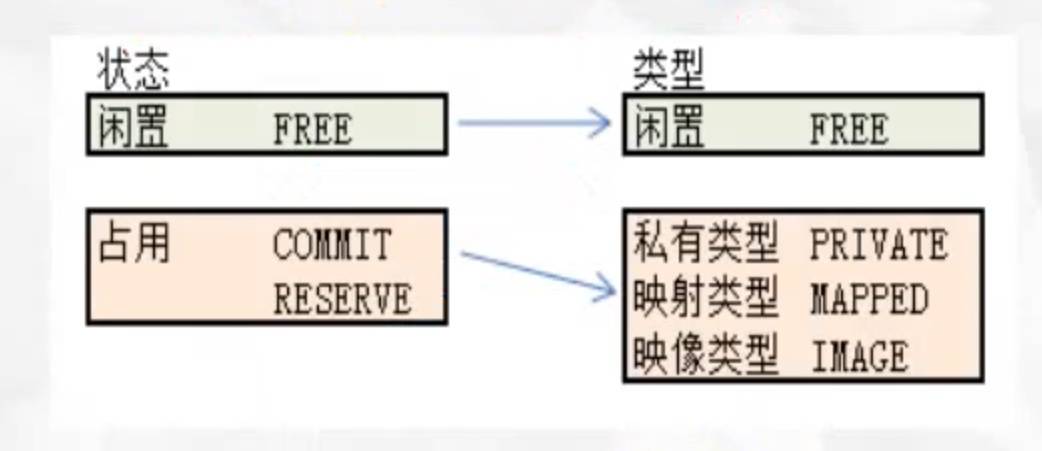 状态 类型
闲置 FREE 闲置 FREE
占用 COMMIT 私有类型 PRIVATE
RESERVE 映射类型 MAPPED
映像类型 IMAGE